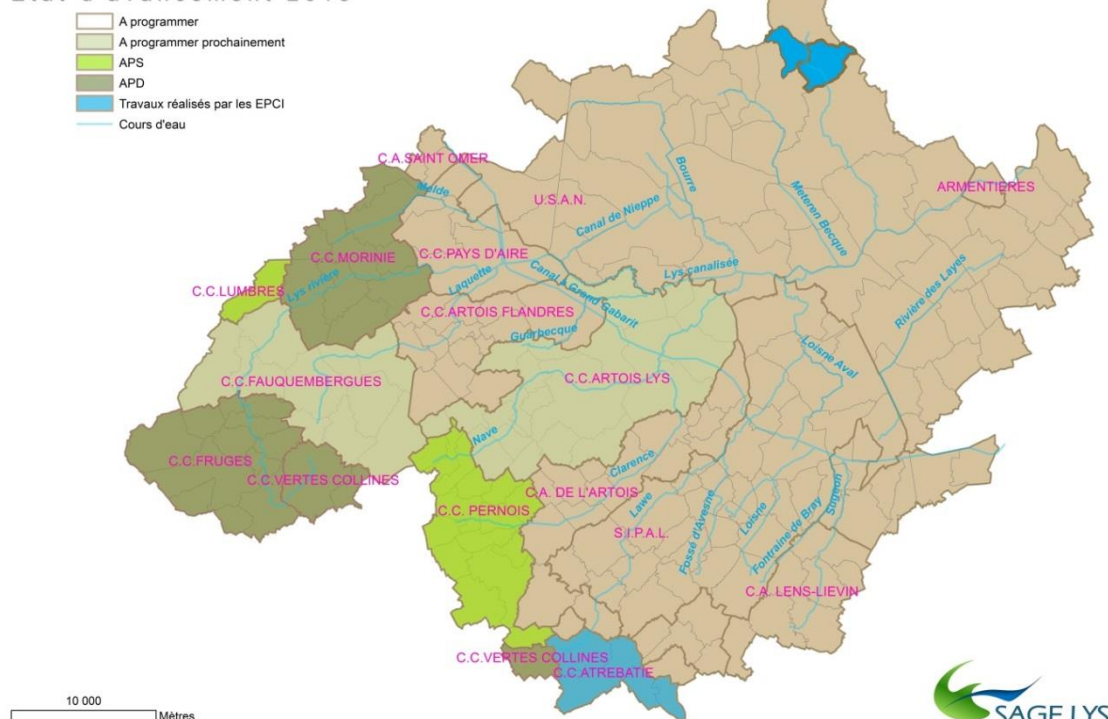 A programmer
A programmer prochainement
APS
APD
Travaux réalisés par les EPCI
Cours d'eau
C.A.SAINT OMER
Melde
U.S.A.N.
Bourre
ARMENTIERES
Canal de Nieppe
Meteren Becque
C.C.MORINIE
C.C.PAYS D'AIRE
Lys rivière
Laquette
Canal à Grand Gabarit
Lys canalisée
C.C.LUMBRES
C.C.ARTOIS FLANDRES
Rivière des Layes
Guarbecque
Loisne Aval
C.C.FAUQUEMBERGUES
C.C.ARTOIS LYS
Nave
C.C.FRUGES
C.C.VERTES COLLINES
Clarence
C.A. DE L'ARTOIS
C.C. PERNOIS
Lawe
S.I.P.A.L.
Fossé d'Avesne
Loisne
Fontraine de Bray
Surgeon
C.A. LENS-LIEVIN
C.C.VERTES COLLINES
C.C.ATREBATIE
10 000
Mètres
SAGE LYS